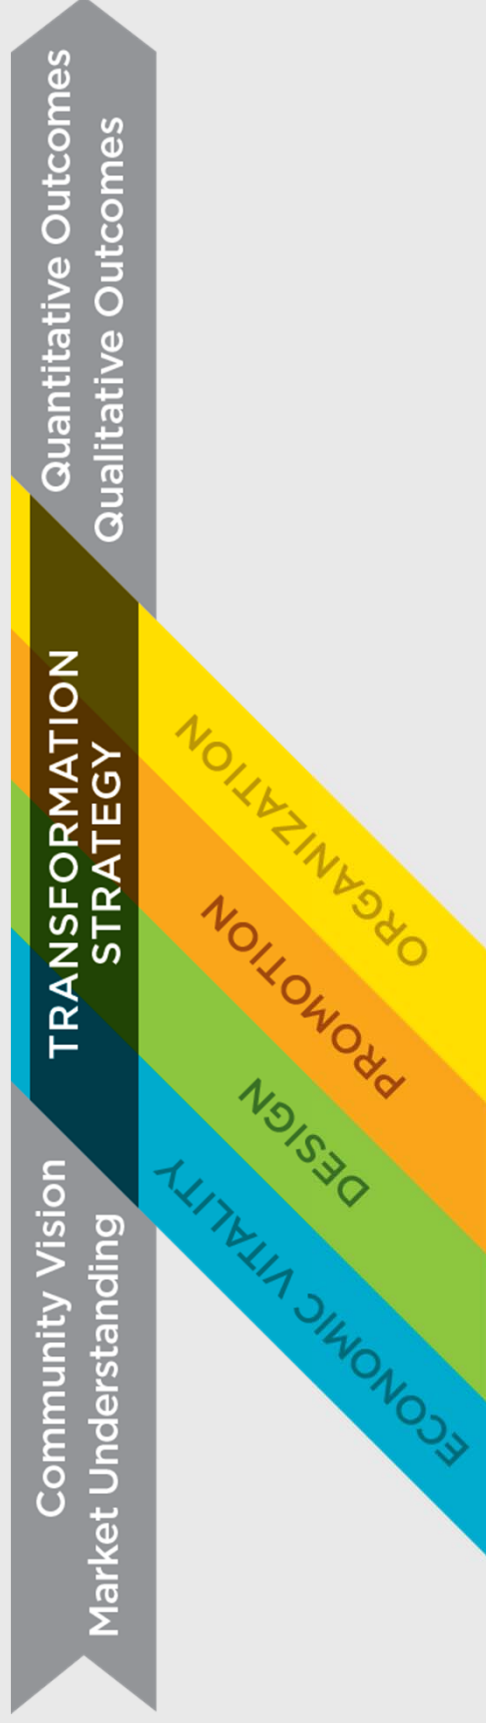 Community Vision
Market Understanding
TRANSFORMATION
STRATEGY
Quantitative Outcomes
Qualitative Outcomes
ECONOMIC VITALITY
DESIGN
PROMOTION
ORGANIZATION